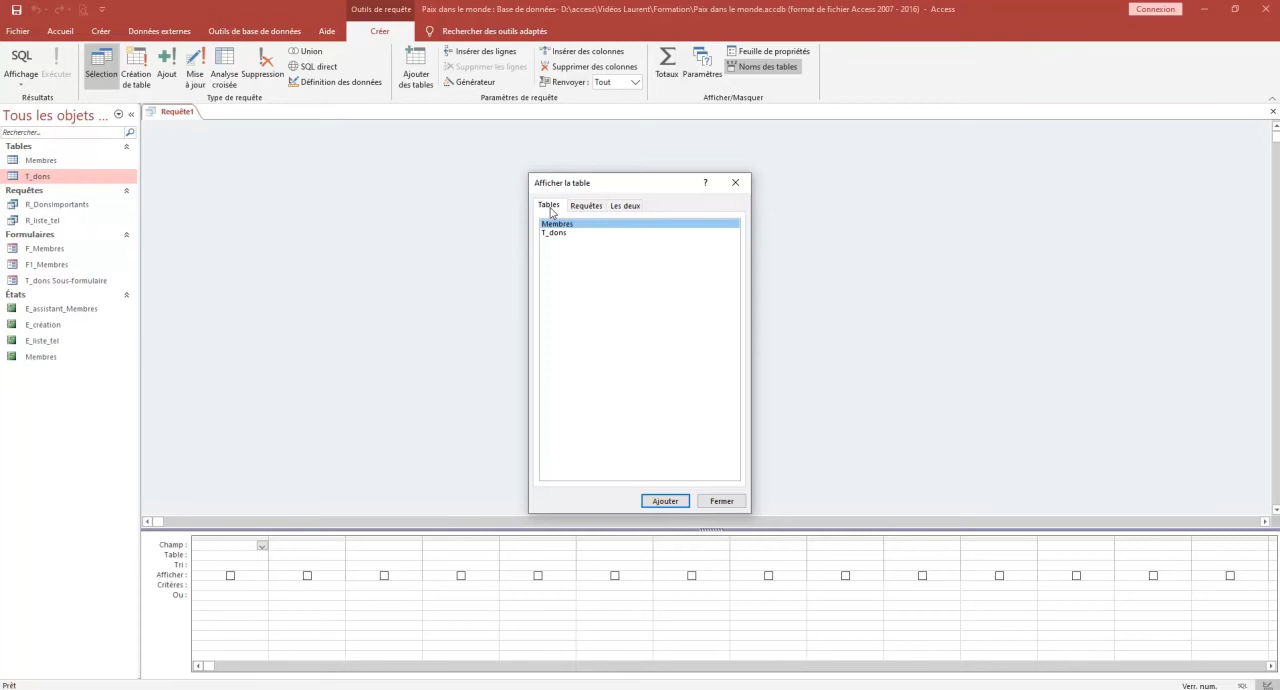 Outils de requête
Paix dans le monde : Base de données- D:\access\Vidéos Laurent\Formation\Paix dans le monde.accdb (format de fichier Access 2007 - 2016) - Access
Connexion
Fichier Accueil Créer Données externes Outils de base de données Aide Créer Rechercher des outils adaptés
SQL
Affichage Exécuter
Résultats
Sélection Création de table Ajout Mise à jour Analyse croisée Suppression
Union
SQL direct
Définition des données
Type de requête
Ajouter des tables
Insérer des lignes
Supprimer les lignes
Générateur
Insérer des colonnes
Supprimer des colonnes
Renvoyer : Tout
Paramètres de requête
Totaux Paramètres
Feuille de propriétés
Noms des tables
Afficher/Masquer
Tous les objets ...
Rechercher...
Tables
Membres
T_dons
Requêtes
R_Donsimportants
R_liste_tel
Formulaires
F_Membres
F1_Membres
T_dons Sous-formulaire
États
E_assistant_Membres
E_création
E_liste_tel
Membres
Requête1
Afficher la table
?
Tables Requêtes Les deux
Membres
T_dons
Ajouter Fermer
Champ :
Table :
Tri :
Afficher :
Critères :
Ou :
Prêt
Verr. num.
SQL